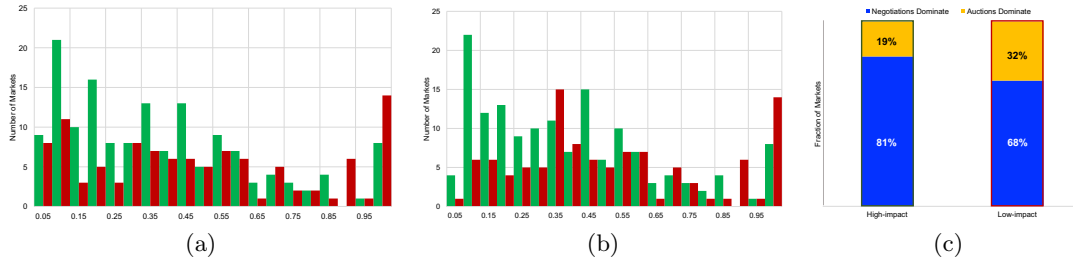 Number of Markets
25
20
15
10
5
0
0.05 0.15 0.25 0.35 0.45 0.55 0.65 0.75 0.85 0.95
(a)
Number of Markets
25
20
15
10
5
0
0.05 0.15 0.25 0.35 0.45 0.55 0.65 0.75 0.85 0.95
(b)
Negotiations Dominate Auctions Dominate
Fraction of Markets
19%
32%
81%
68%
High-impact Low-impact
(c)